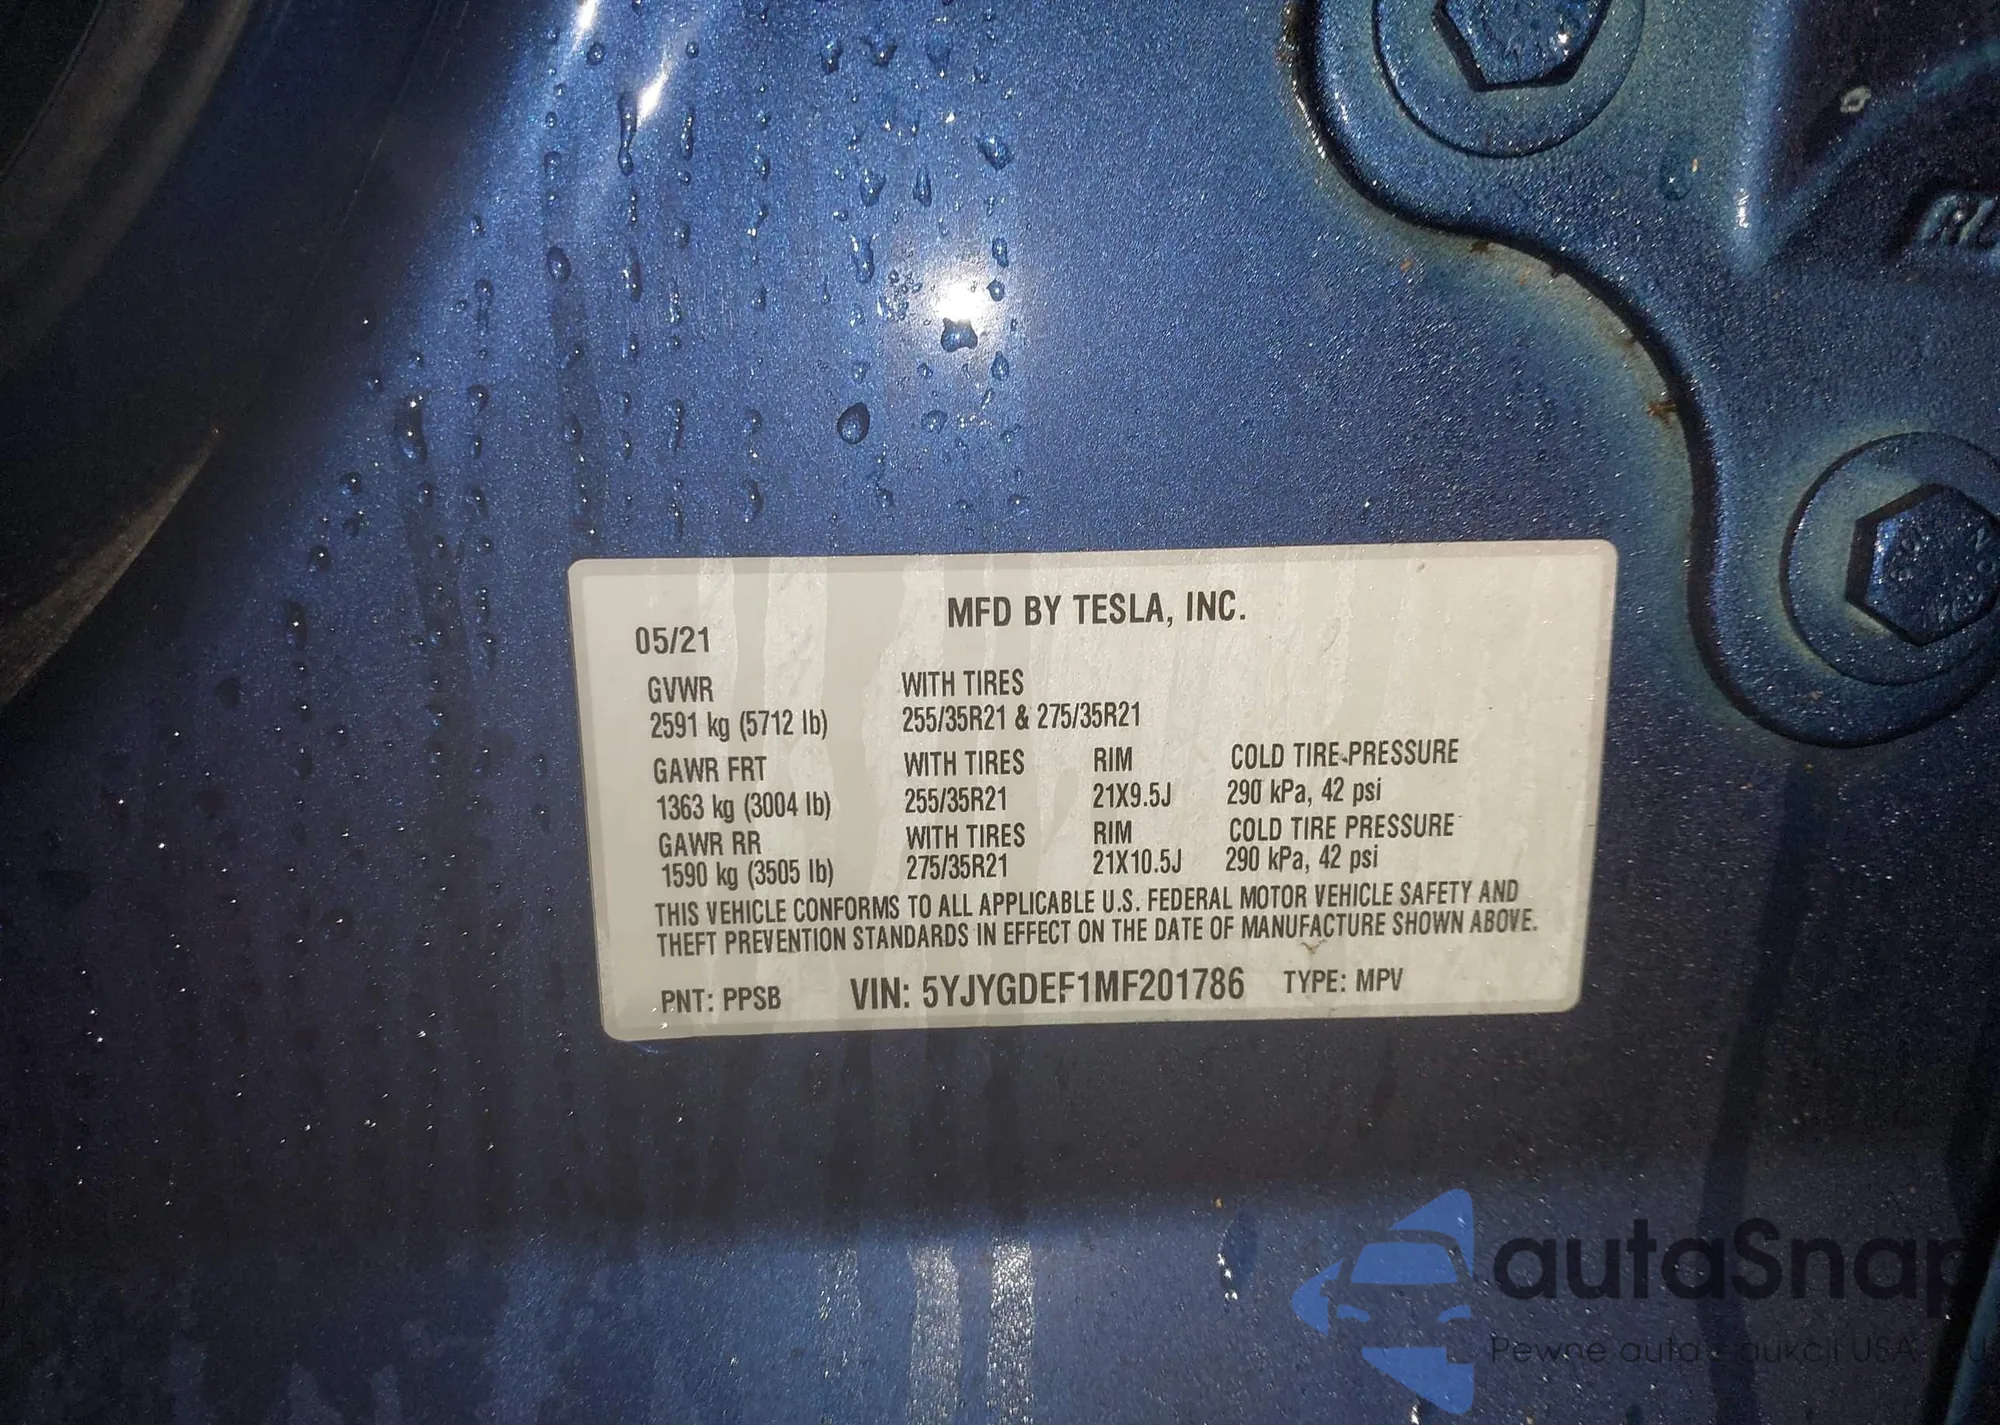 MFD BY TESLA, INC.
05/21
GVWR WITH TIRES
2591 kg (5712 lb) 255/35R21 & 275/35R21
GAWR FRT WITH TIRES RIM COLD TIRE PRESSURE
1363 kg (3004 lb) 255/35R21 21X9.5J 290 kPa, 42 psi
GAWR RR WITH TIRES RIM COLD TIRE PRESSURE
1590 kg (3505 lb) 275/35R21 21X10.5J 290 kPa, 42 psi
THIS VEHICLE CONFORMS TO ALL APPLICABLE U.S. FEDERAL MOTOR VEHICLE SAFETY AND
THEFT PREVENTION STANDARDS IN EFFECT ON THE DATE OF MANUFACTURE SHOWN ABOVE.
PNT: PPSB VIN: 5YJYGDEF1MF201786 TYPE: MPV
autaSnap
Pewne auta aukcji USA